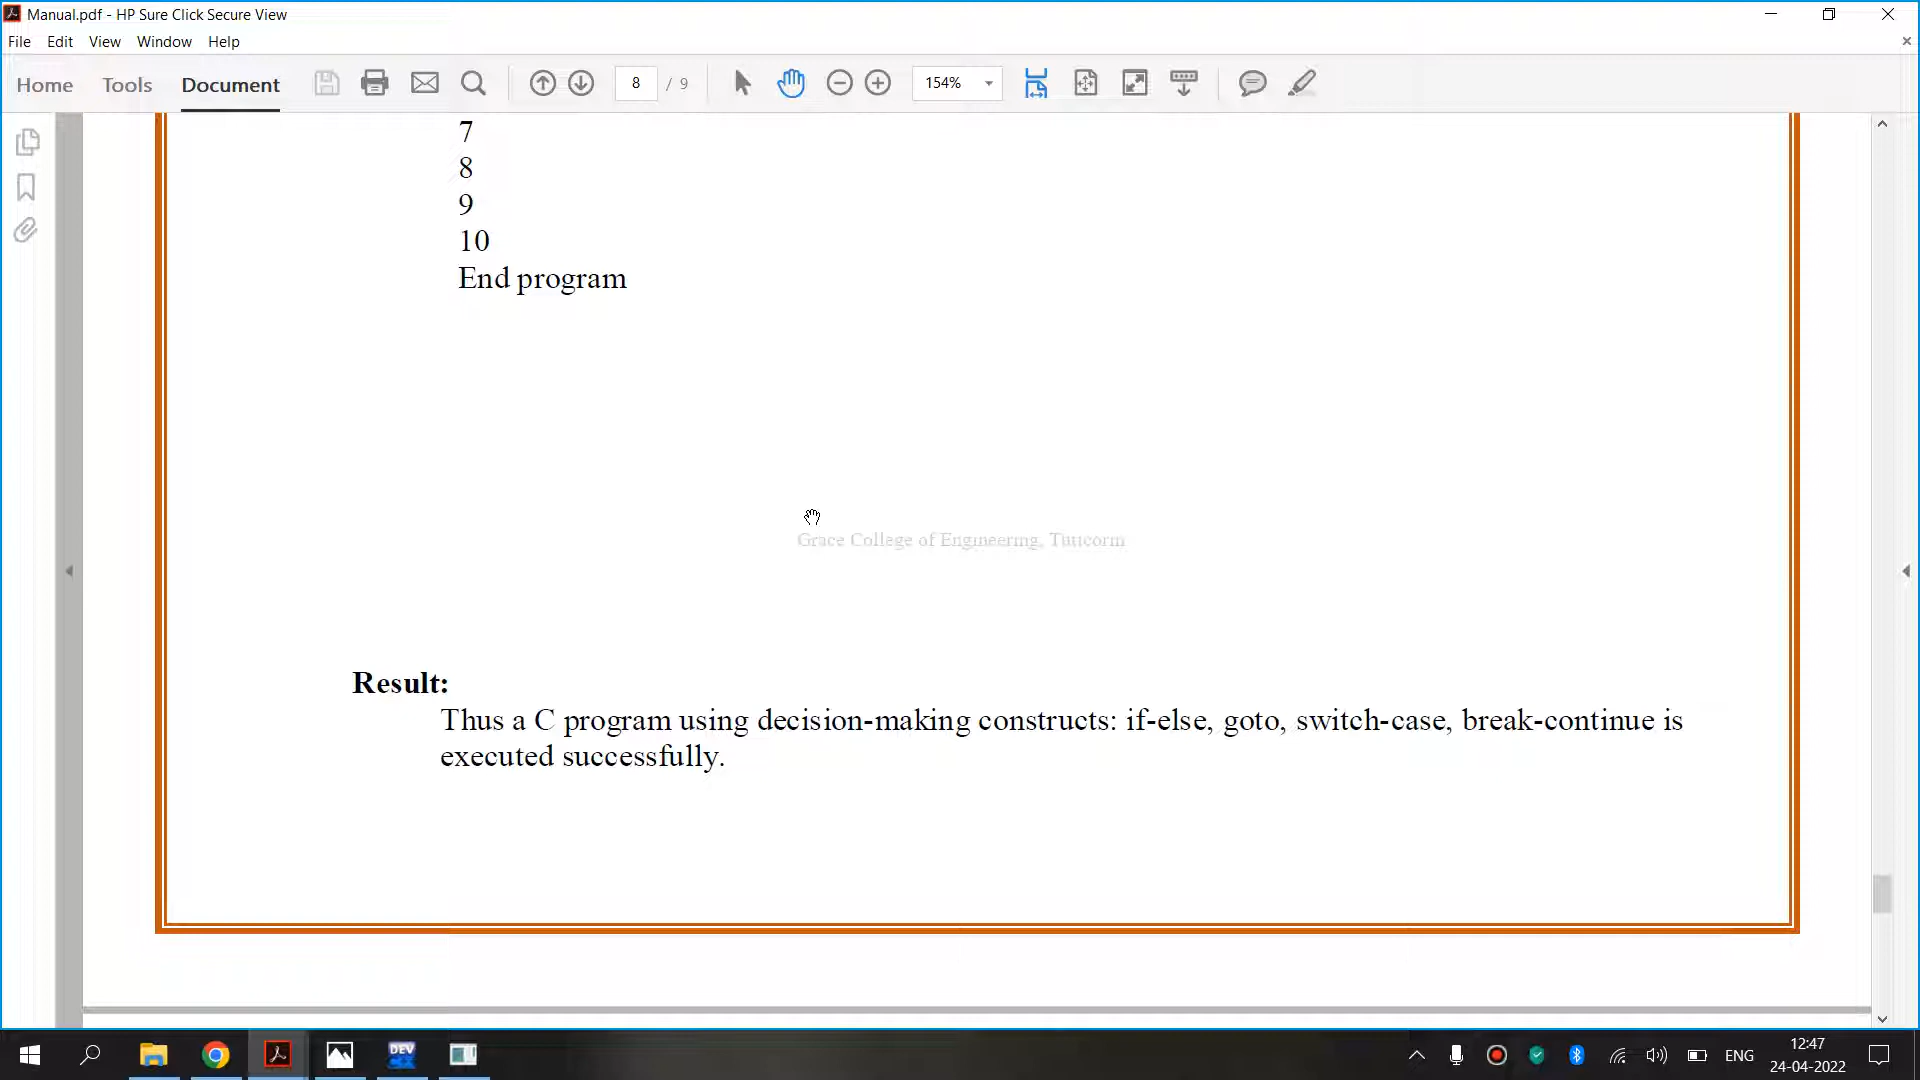 Manual.pdf - HP Sure Click Secure View
File Edit View Window Help
Home Tools Document 8 / 9 154%
7
8
9
10
End program
Grace College of Engineering, Tuticorin
Result:
Thus a C program using decision-making constructs: if-else, goto, switch-case, break-continue is
executed successfully.
DEV
ENG
12:47
24-04-2022